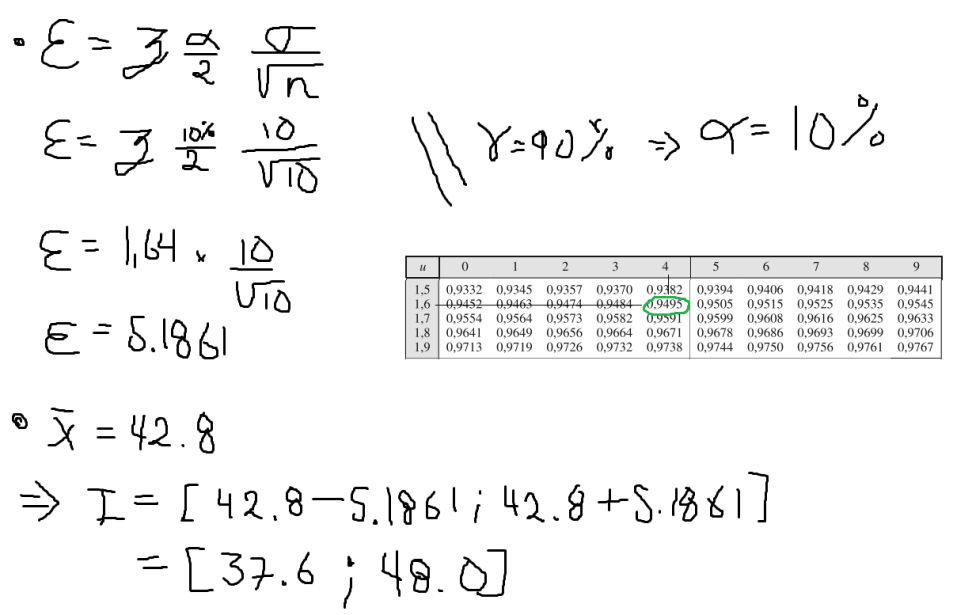 • ε = z α/2 σ/√n
ε = z 10%/2 10/√10
// γ=90% ⇒ α = 10%
ε = 1,64 × 10/√10
ε = 5.1861
u 0 1 2 3 4 5 6 7 8 9
1,5 0,9332 0,9345 0,9357 0,9370 0,9382 0,9394 0,9406 0,9418 0,9429 0,9441
1,6 0,9452 0,9463 0,9474 0,9484 0,9495 0,9505 0,9515 0,9525 0,9535 0,9545
1,7 0,9554 0,9564 0,9573 0,9582 0,9591 0,9599 0,9608 0,9616 0,9625 0,9633
1,8 0,9641 0,9649 0,9656 0,9664 0,9671 0,9678 0,9686 0,9693 0,9699 0,9706
1,9 0,9713 0,9719 0,9726 0,9732 0,9738 0,9744 0,9750 0,9756 0,9761 0,9767
• x̄ = 42.8
⇒ I = [42.8 − 5.1861; 42.8 + 5.1861]
= [37.6 ; 48.0]